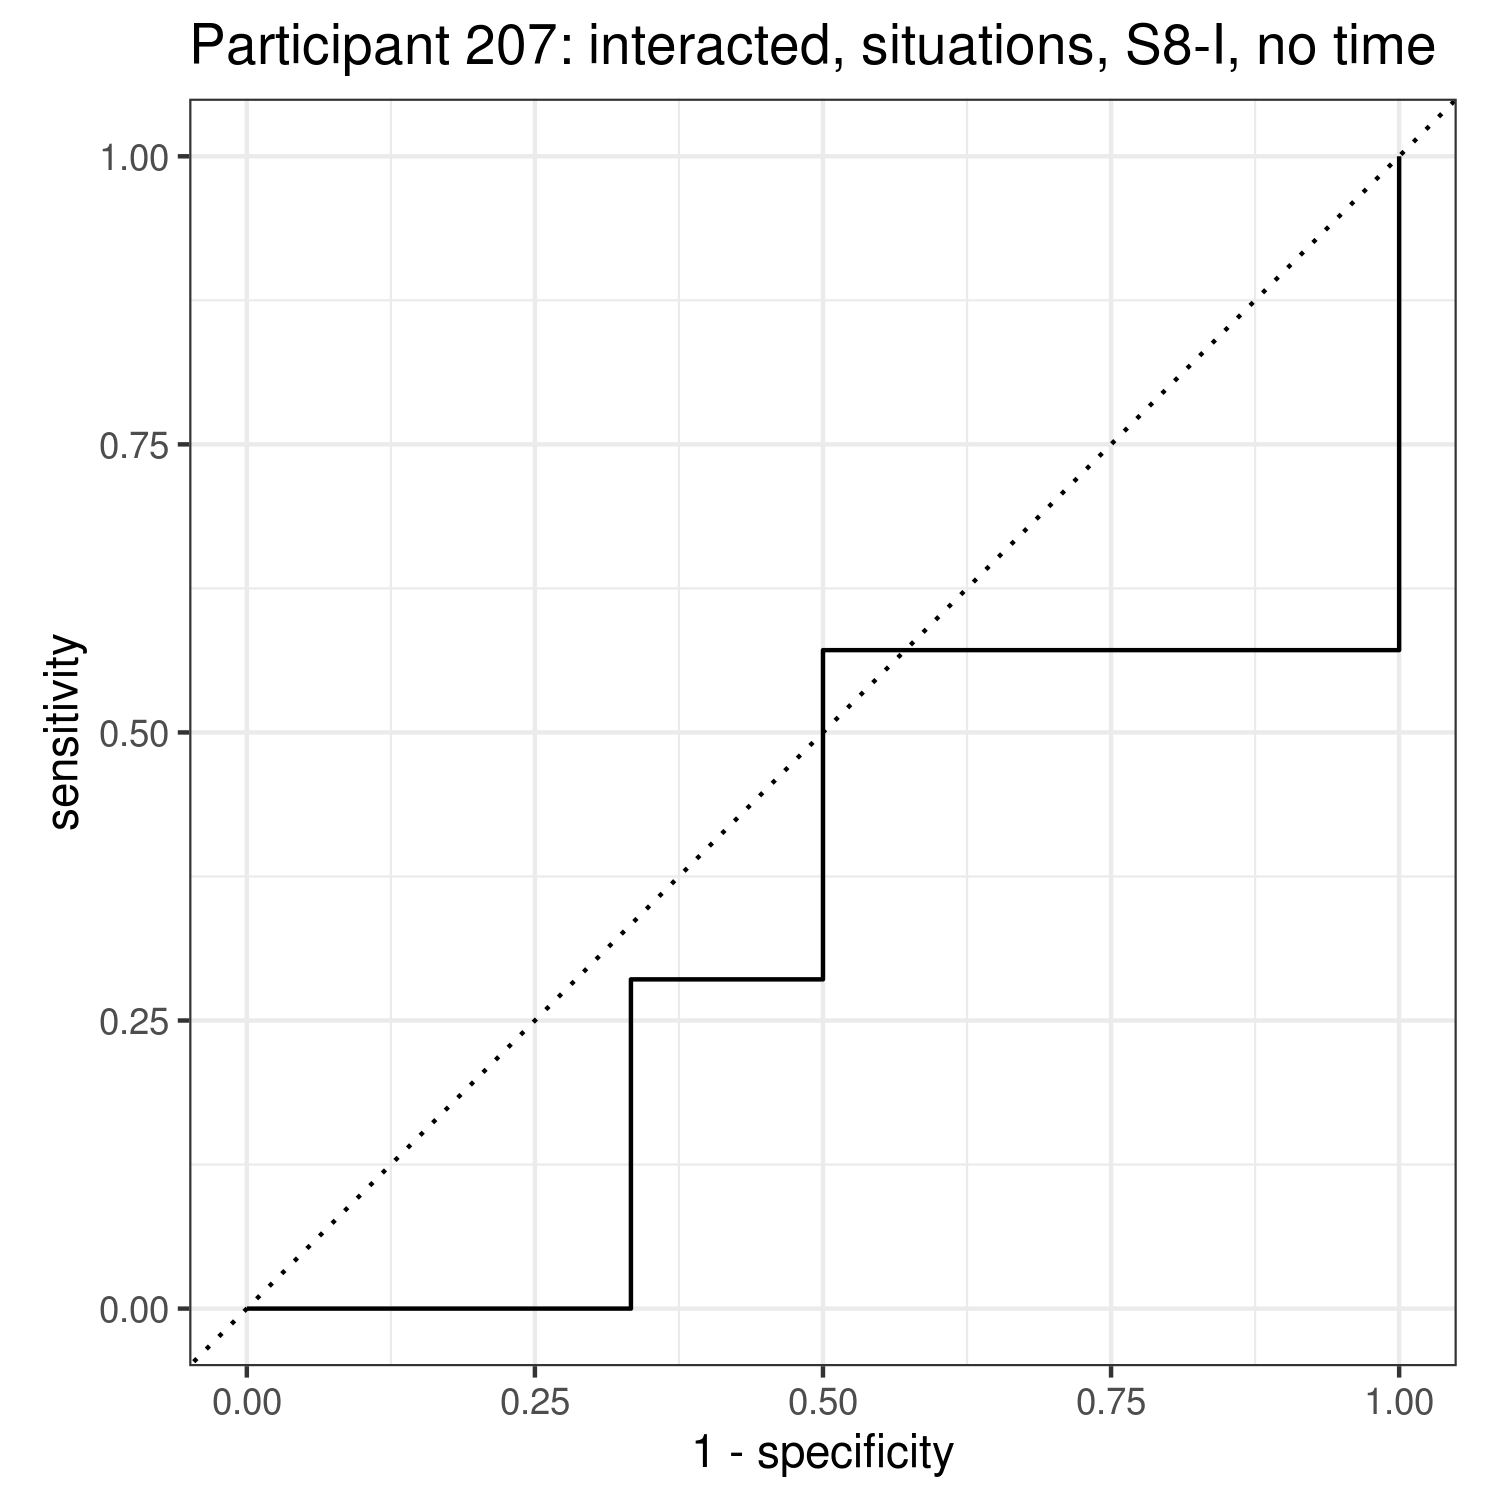 Participant 207: interacted, situations, S8-I, no time
1.00
0.75
0.50
0.25
0.00
sensitivity
0.00 0.25 0.50 0.75 1.00
1 - specificity